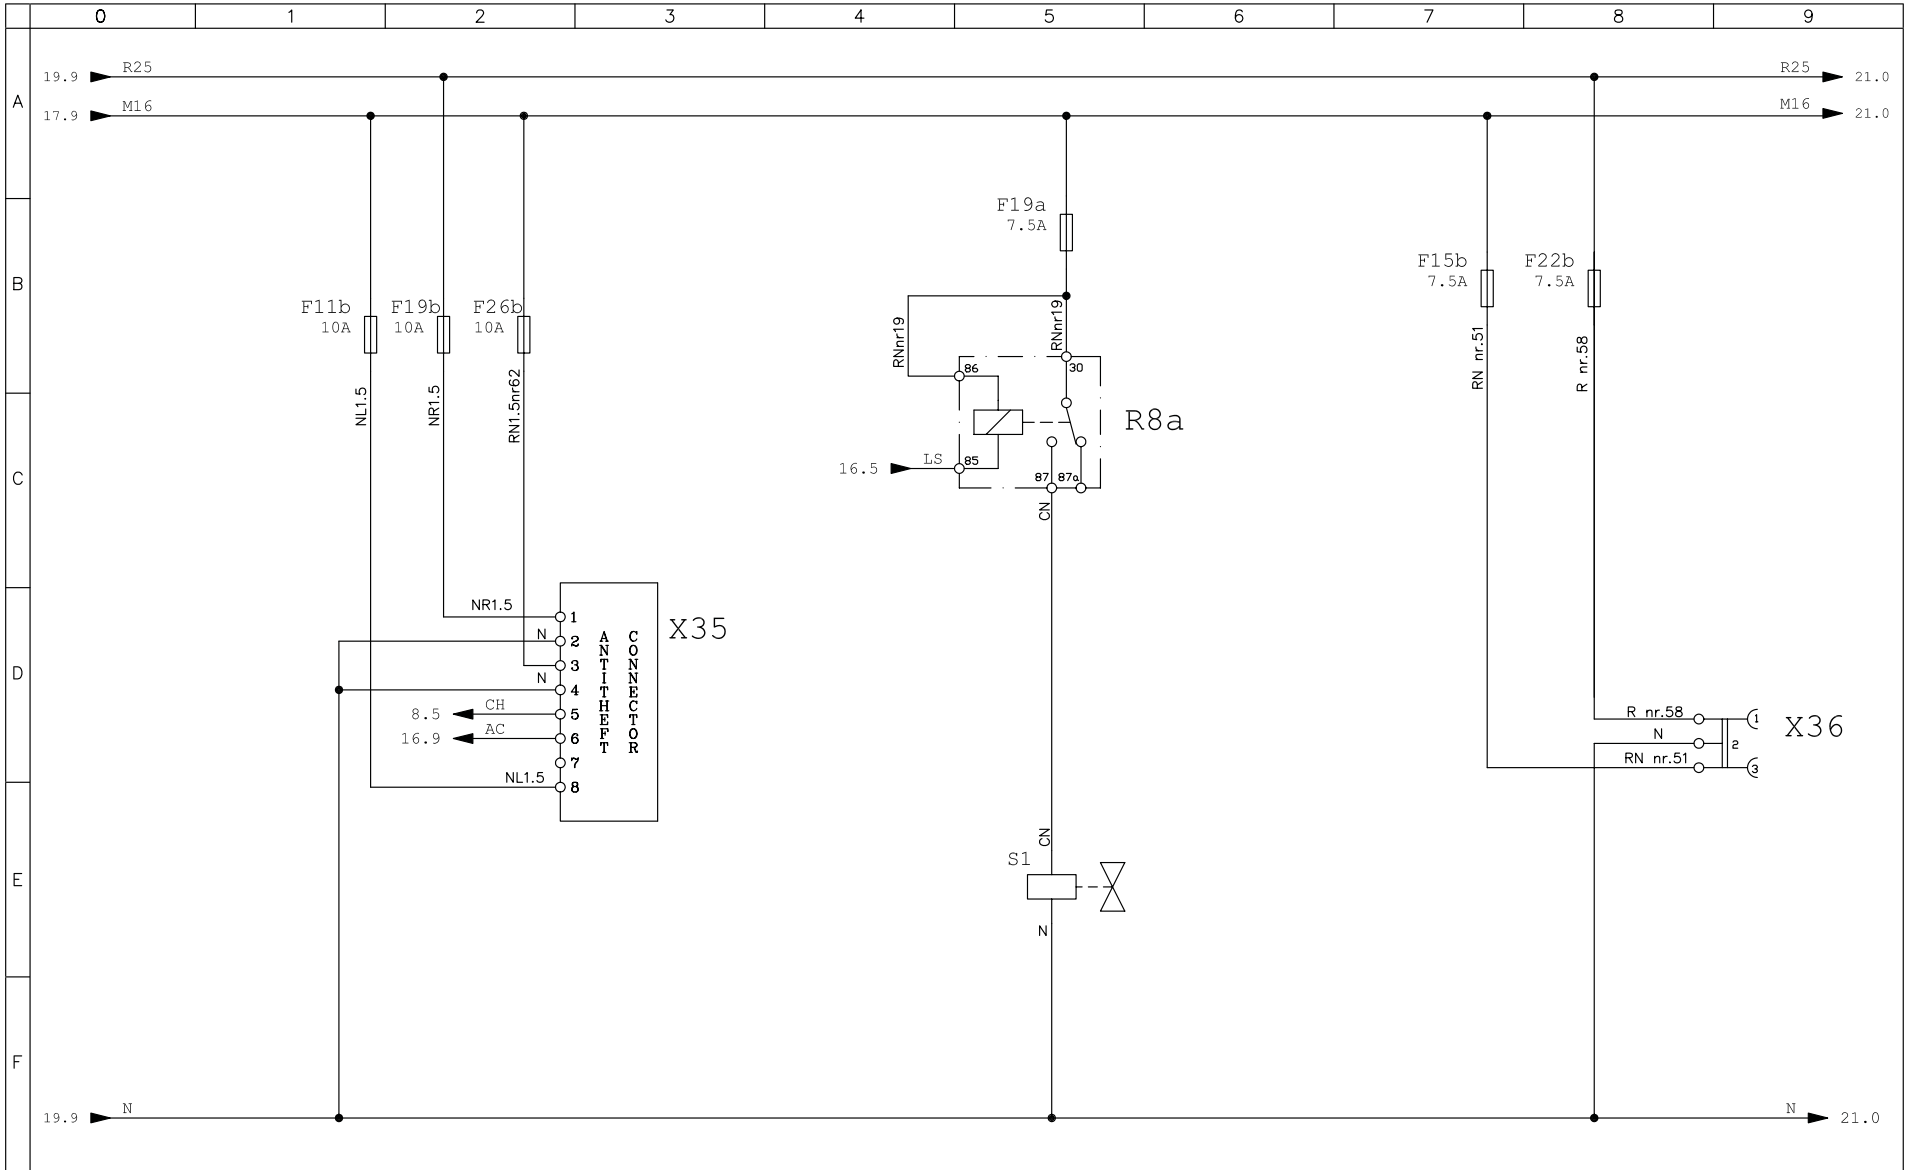 0 1 2 3 4 5 6 7 8 9
A
B
C
D
E
F
19.9 R25 R25 21.0
17.9 M16 M16 21.0
F11b
10A
NL1.5
F19b
10A
NR1.5
F26b
10A
RN1.5nr62
NR1.5
N
N
CH
8.5
AC
16.9
NL1.5
1
2
3
4
5
6
7
8
ANTITHEFT
CONNECTOR
X35
F19a
7.5A
RNnr19
RNnr19
86
30
R8a
16.5 LS 85
87 87a
CN
CN
S1
N
F15b
7.5A
RN nr.51
F22b
7.5A
R nr.58
R nr.58
N
RN nr.51
1
2
3
X36
19.9 N N 21.0